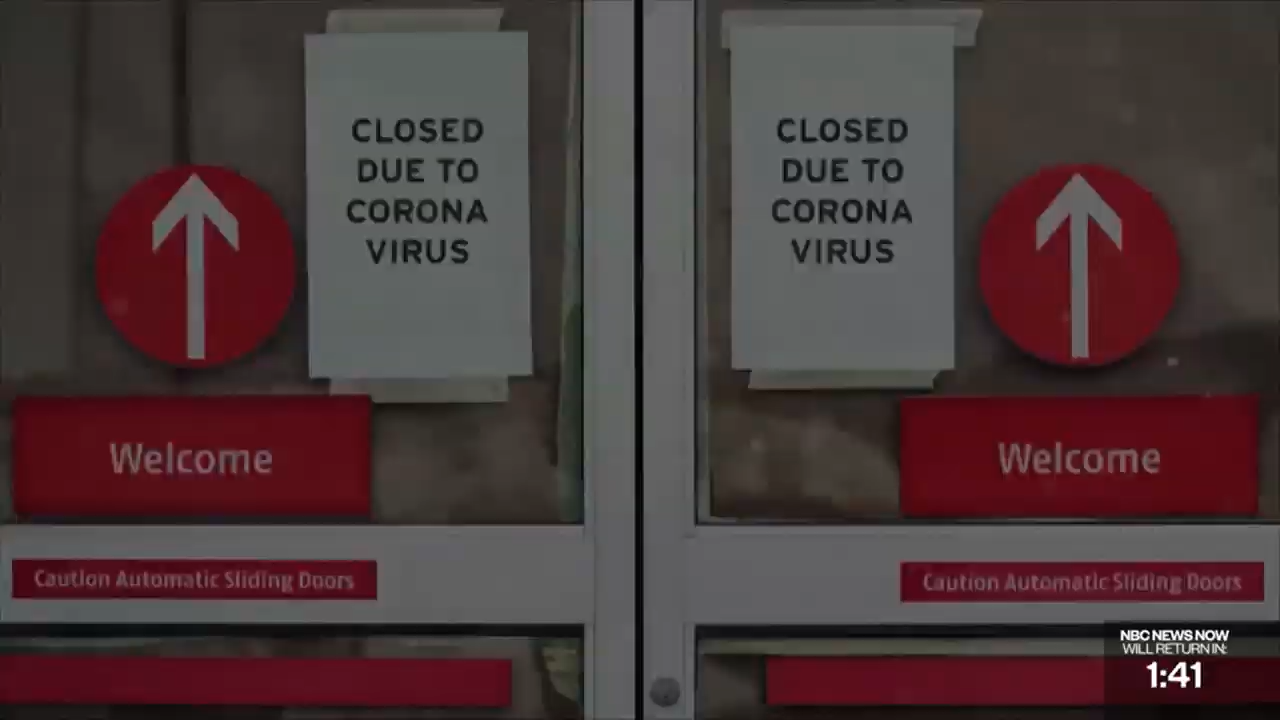 CLOSED
DUE TO
CORONA
VIRUS
CLOSED
DUE TO
CORONA
VIRUS
Welcome
Welcome
Caution Automatic Sliding Doors
Caution Automatic Sliding Doors
NBC NEWS NOW
WILL RETURN IN:
1:41